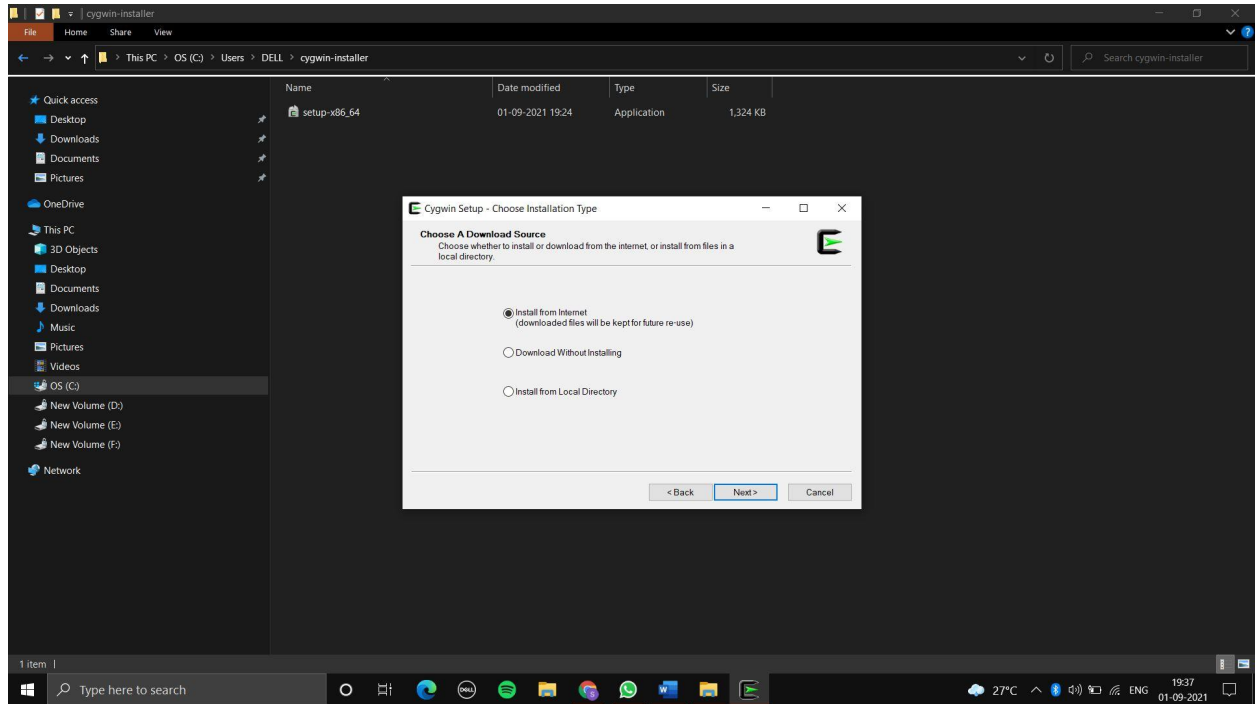 cygwin-installer
File Home Share View
This PC > OS (C:) > Users > DELL > cygwin-installer
Search cygwin-installer
Name Date modified Type Size
setup-x86_64 01-09-2021 19:24 Application 1,324 KB
Quick access
Desktop
Downloads
Documents
Pictures
OneDrive
This PC
3D Objects
Desktop
Documents
Downloads
Music
Pictures
Videos
OS (C:)
New Volume (D:)
New Volume (E:)
New Volume (F:)
Network
Cygwin Setup - Choose Installation Type
Choose A Download Source
Choose whether to install or download from the internet, or install from files in a
local directory.
Install from Internet
(downloaded files will be kept for future re-use)
Download Without Installing
Install from Local Directory
< Back Next > Cancel
1 item
Type here to search
DELL
W
27°C ENG
19:37
01-09-2021